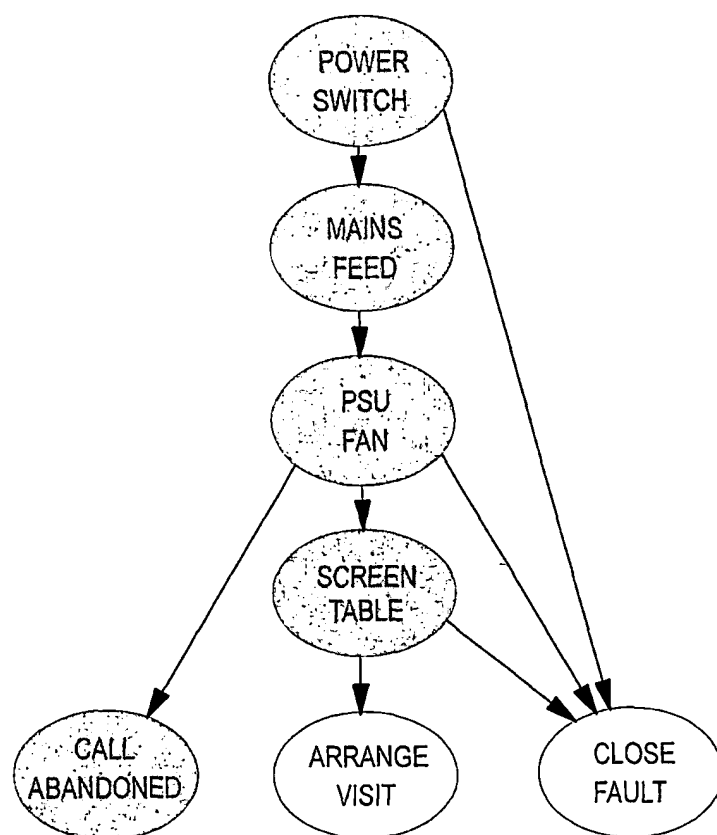 POWER
SWITCH
MAINS
FEED
PSU
FAN
SCREEN
TABLE
CALL
ABANDONED
ARRANGE
VISIT
CLOSE
FAULT